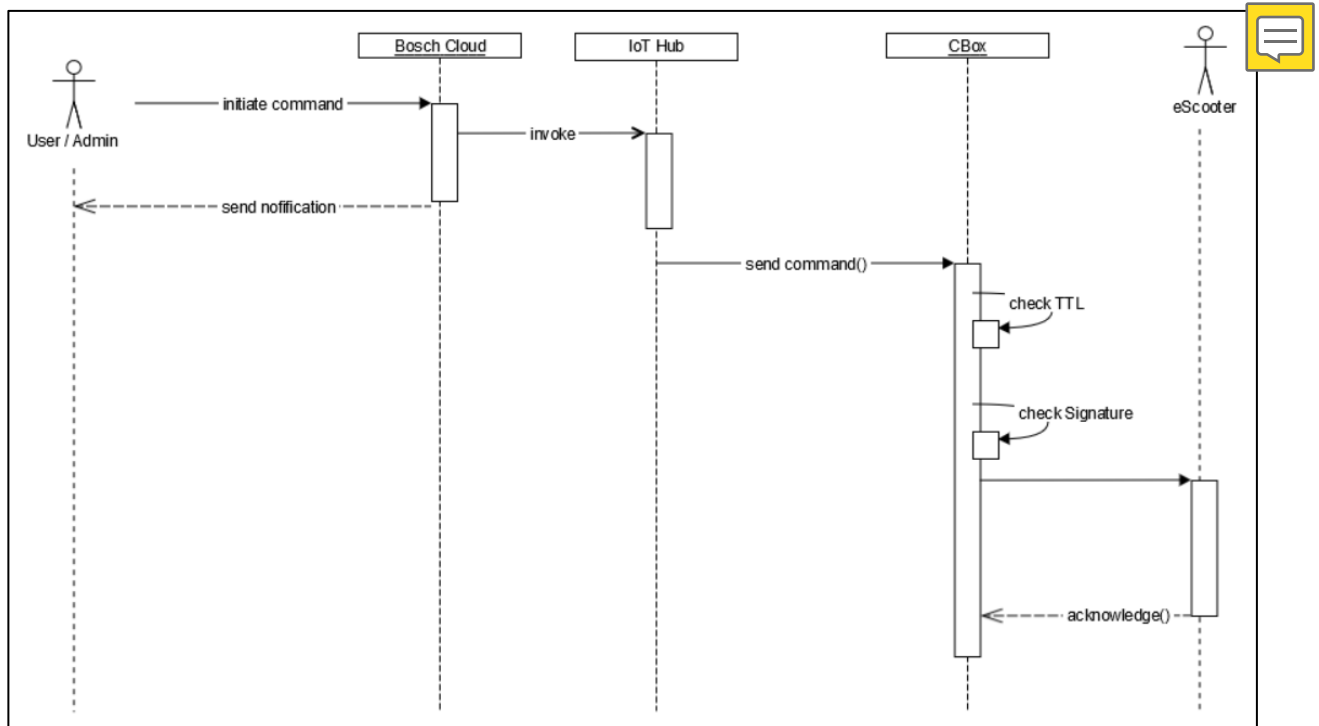 Bosch Cloud
IoT Hub
CBox
eScooter
User / Admin
initiate command
invoke
send nofification
send command()
check TTL
check Signature
acknowledge()